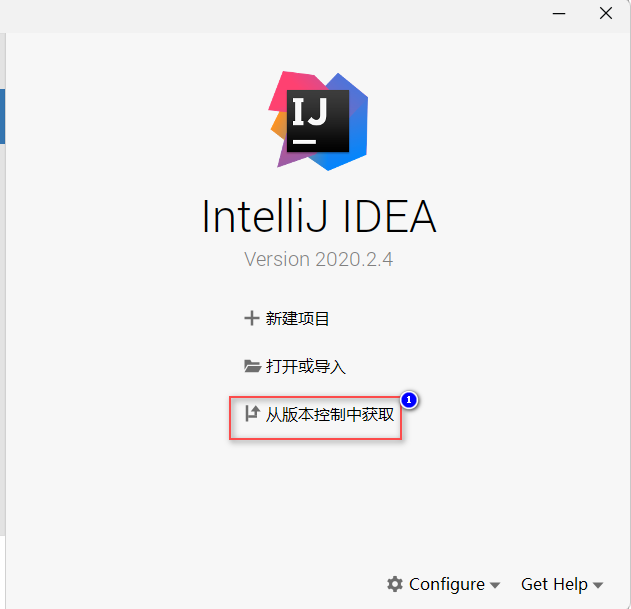 IJ
IntelliJ IDEA
Version 2020.2.4
新建项目
打开或导入
从版本控制中获取
1
Configure
Get Help